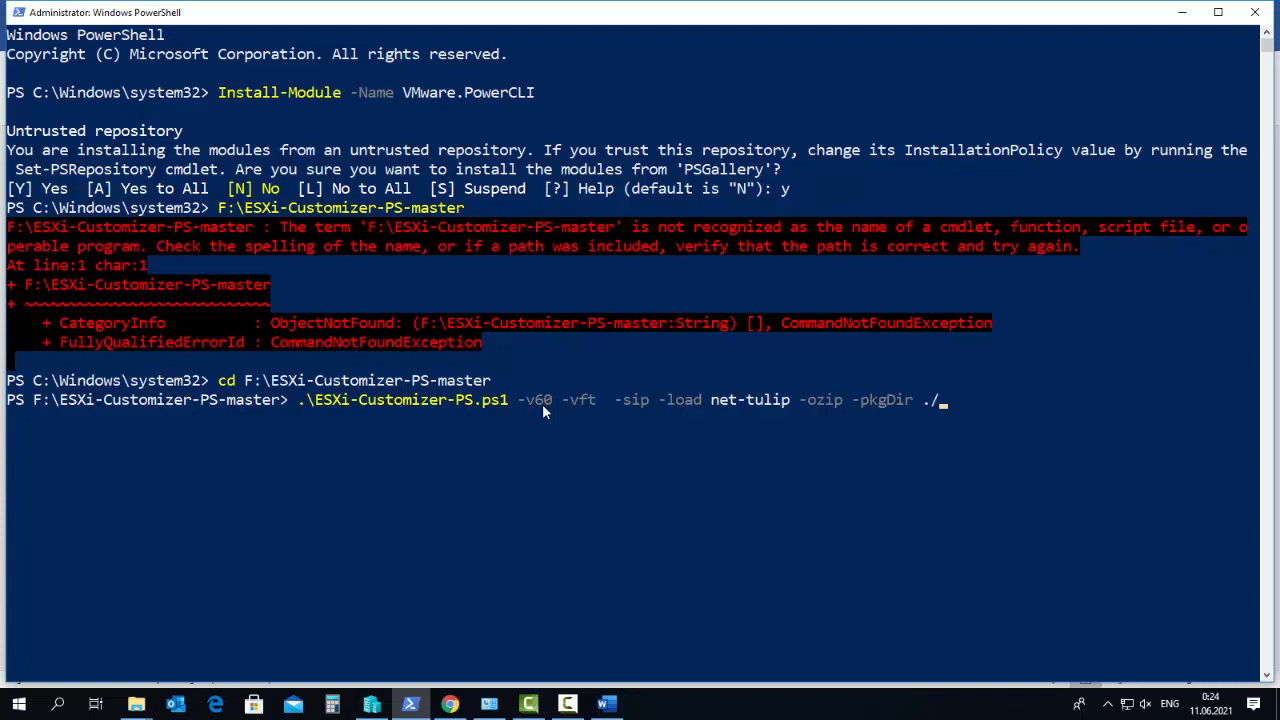 Administrator: Windows PowerShell
Windows PowerShell
Copyright (C) Microsoft Corporation. All rights reserved.
PS C:\Windows\system32> Install-Module -Name VMware.PowerCLI
Untrusted repository
You are installing the modules from an untrusted repository. If you trust this repository, change its InstallationPolicy value by running the
Set-PSRepository cmdlet. Are you sure you want to install the modules from 'PSGallery'?
[Y] Yes  [A] Yes to All  [N] No  [L] No to All  [S] Suspend  [?] Help (default is "N"): y
PS C:\Windows\system32> F:\ESXi-Customizer-PS-master
F:\ESXi-Customizer-PS-master : The term 'F:\ESXi-Customizer-PS-master' is not recognized as the name of a cmdlet, function, script file, or o
perable program. Check the spelling of the name, or if a path was included, verify that the path is correct and try again.
At line:1 char:1
+ F:\ESXi-Customizer-PS-master
+ ~~~~~~~~~~~~~~~~~~~~~~~~~~~~
+ CategoryInfo          : ObjectNotFound: (F:\ESXi-Customizer-PS-master:String) [], CommandNotFoundException
+ FullyQualifiedErrorId : CommandNotFoundException
PS C:\Windows\system32> cd F:\ESXi-Customizer-PS-master
PS F:\ESXi-Customizer-PS-master> .\ESXi-Customizer-PS.ps1 -v60 -vft  -sip -load net-tulip -ozip -pkgDir ./_
ENG
0:24
11.06.2021